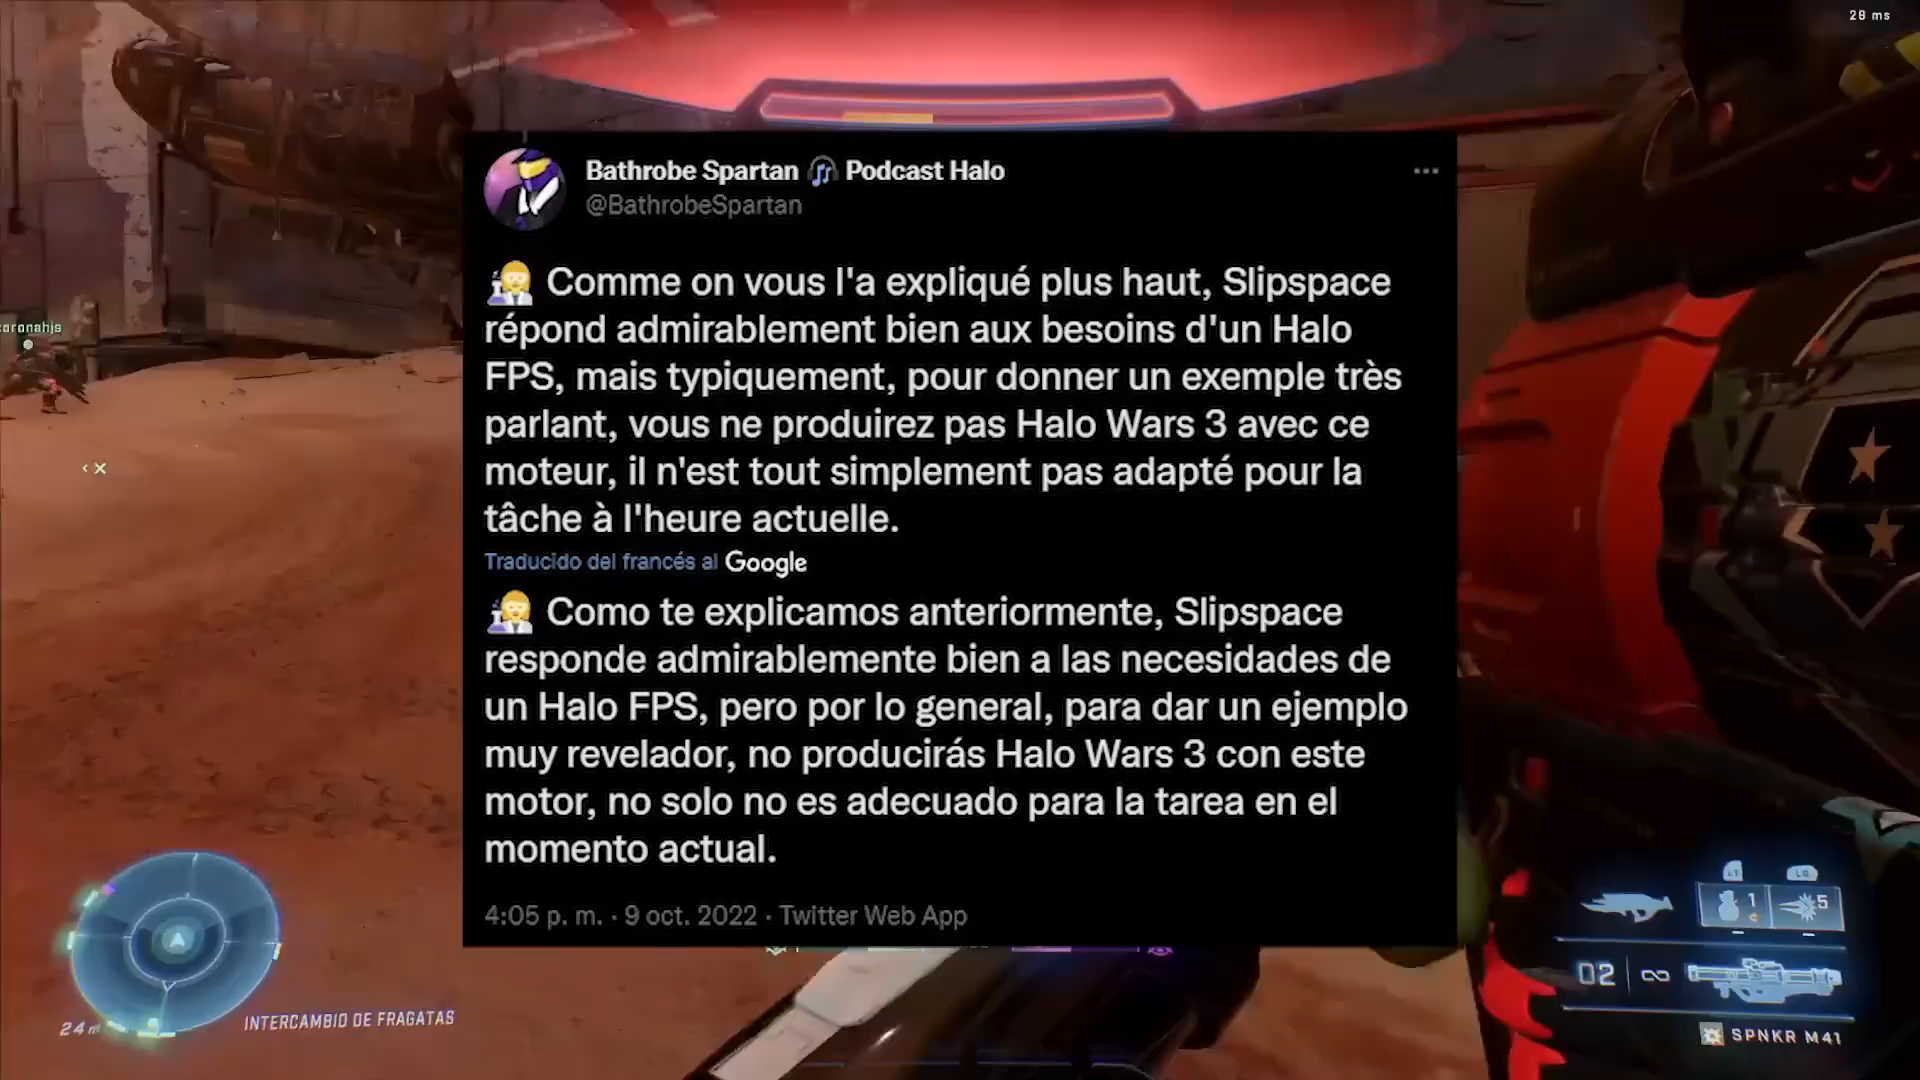 28 ms
Bathrobe Spartan Podcast Halo
@BathrobeSpartan
Comme on vous l'a expliqué plus haut, Slipspace
répond admirablement bien aux besoins d'un Halo
FPS, mais typiquement, pour donner un exemple très
parlant, vous ne produirez pas Halo Wars 3 avec ce
moteur, il n'est tout simplement pas adapté pour la
tâche à l'heure actuelle.
Traducido del francés al Google
Como te explicamos anteriormente, Slipspace
responde admirablemente bien a las necesidades de
un Halo FPS, pero por lo general, para dar un ejemplo
muy revelador, no producirás Halo Wars 3 con este
motor, no solo no es adecuado para la tarea en el
momento actual.
4:05 p. m. · 9 oct. 2022 · Twitter Web App
24 m
INTERCAMBIO DE FRAGATAS
1
5
02 ∞
SPNKR M41